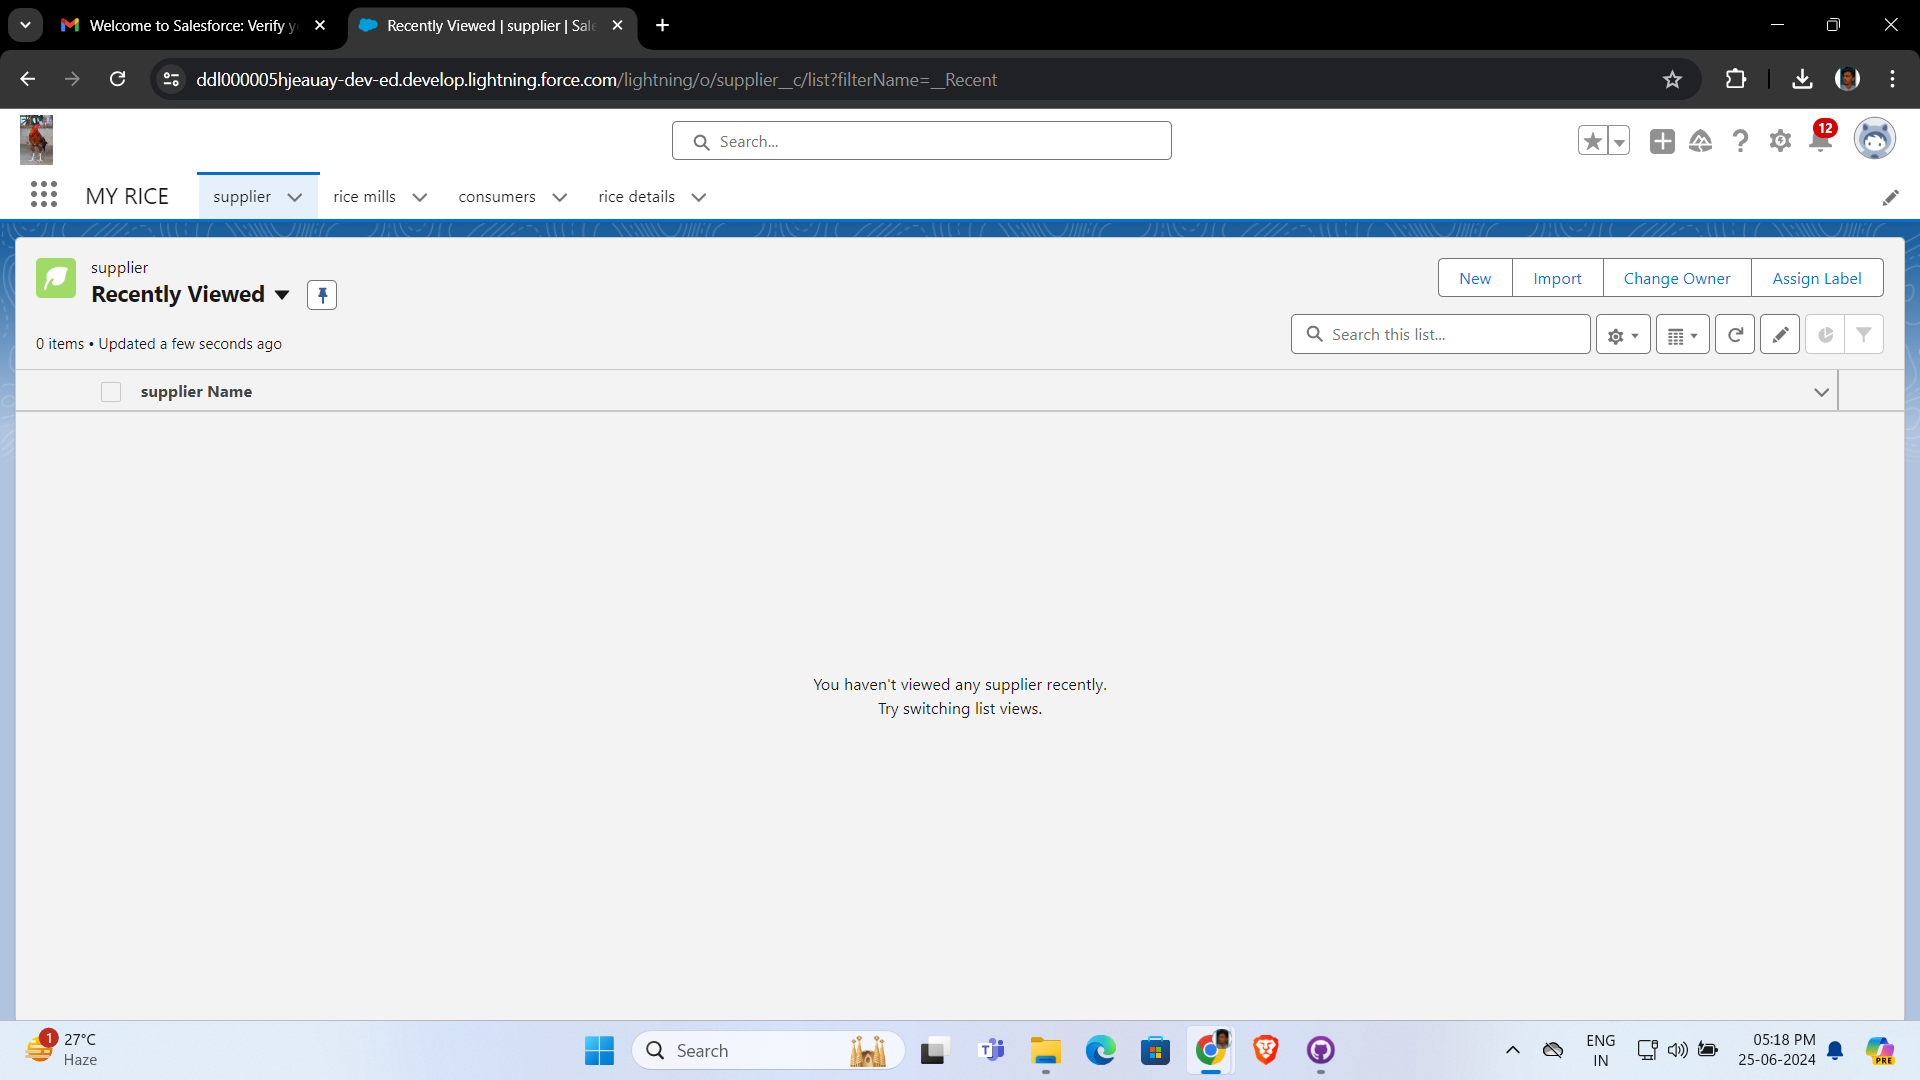 Welcome to Salesforce: Verify y
Recently Viewed | supplier | Sale
ddl000005hjeauay-dev-ed.develop.lightning.force.com/lightning/o/supplier__c/list?filterName=__Recent
Search...
12
MY RICE
supplier
rice mills
consumers
rice details
supplier
Recently Viewed
New
Import
Change Owner
Assign Label
0 items • Updated a few seconds ago
Search this list...
supplier Name
You haven't viewed any supplier recently.
Try switching list views.
1
27°C
Haze
Search
ENG
IN
05:18 PM
25-06-2024
PRE